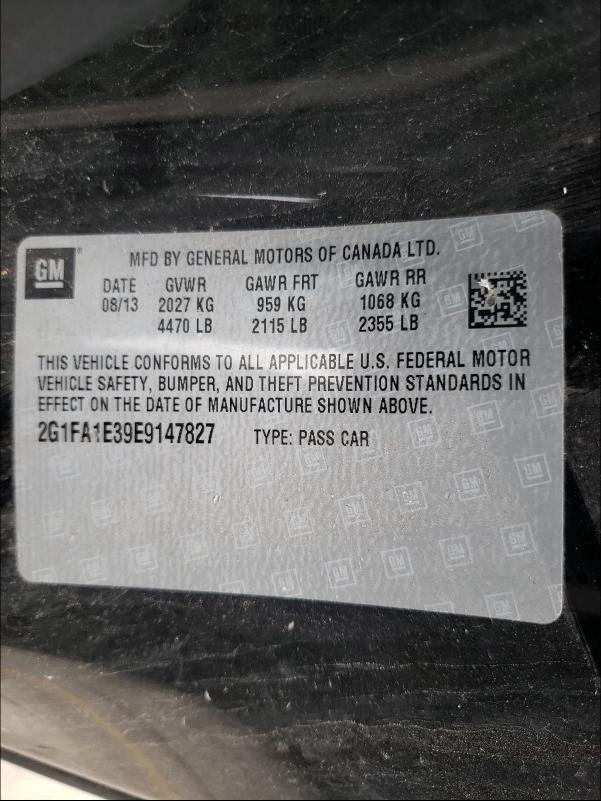 GM
MFD BY GENERAL MOTORS OF CANADA LTD.
DATE GVWR GAWR FRT GAWR RR
08/13 2027 KG 959 KG 1068 KG
4470 LB 2115 LB 2355 LB
THIS VEHICLE CONFORMS TO ALL APPLICABLE U.S. FEDERAL MOTOR
VEHICLE SAFETY, BUMPER, AND THEFT PREVENTION STANDARDS IN
EFFECT ON THE DATE OF MANUFACTURE SHOWN ABOVE.
2G1FA1E39E9147827 TYPE: PASS CAR